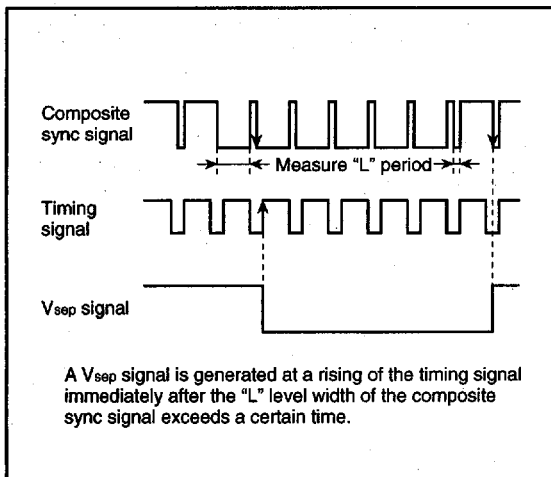 Composite
sync signal
Measure "L" period
Timing
signal
Vsep signal
A Vsep signal is generated at a rising of the timing signal
immediately after the "L" level width of the composite
sync signal exceeds a certain time.